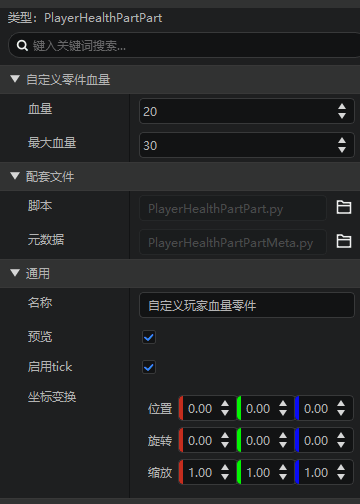 类型：PlayerHealthPartPart
键入关键词搜索...
自定义零件血量
血量 20
最大血量 30
配套文件
脚本 PlayerHealthPartPart.py
元数据 PlayerHealthPartPartMeta.py
通用
名称 自定义玩家血量零件
预览
启用tick
坐标变换 位置 0.00 0.00 0.00
旋转 0.00 0.00 0.00
缩放 1.00 1.00 1.00